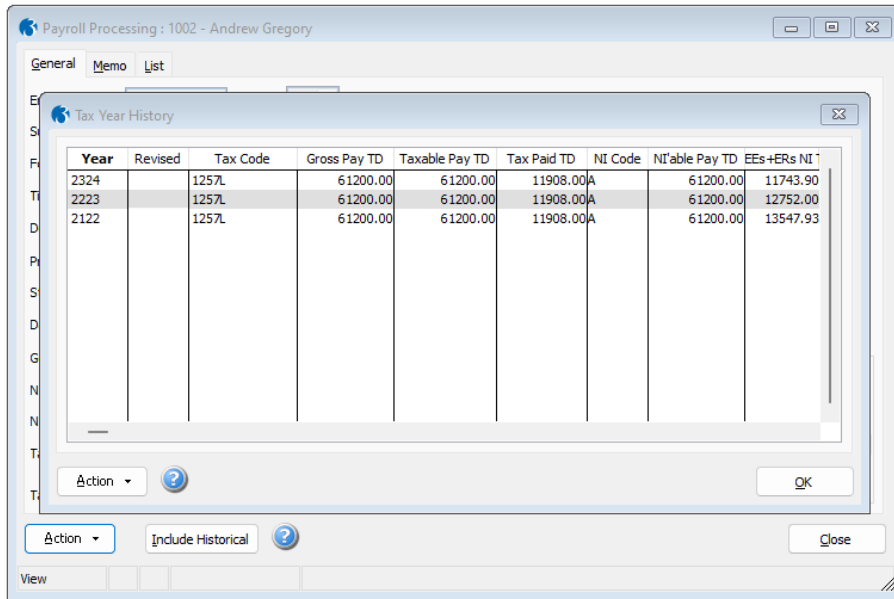 Payroll Processing : 1002 - Andrew Gregory
General Memo List
Tax Year History
Year Revised Tax Code Gross Pay TD Taxable Pay TD Tax Paid TD NI Code NI'able Pay TD EEs+ERs NI T
2324 1257L 61200.00 61200.00 11908.00 A 61200.00 11743.90
2223 1257L 61200.00 61200.00 11908.00 A 61200.00 12752.00
2122 1257L 61200.00 61200.00 11908.00 A 61200.00 13547.93
Action ? OK
Action Include Historical ? Close
View